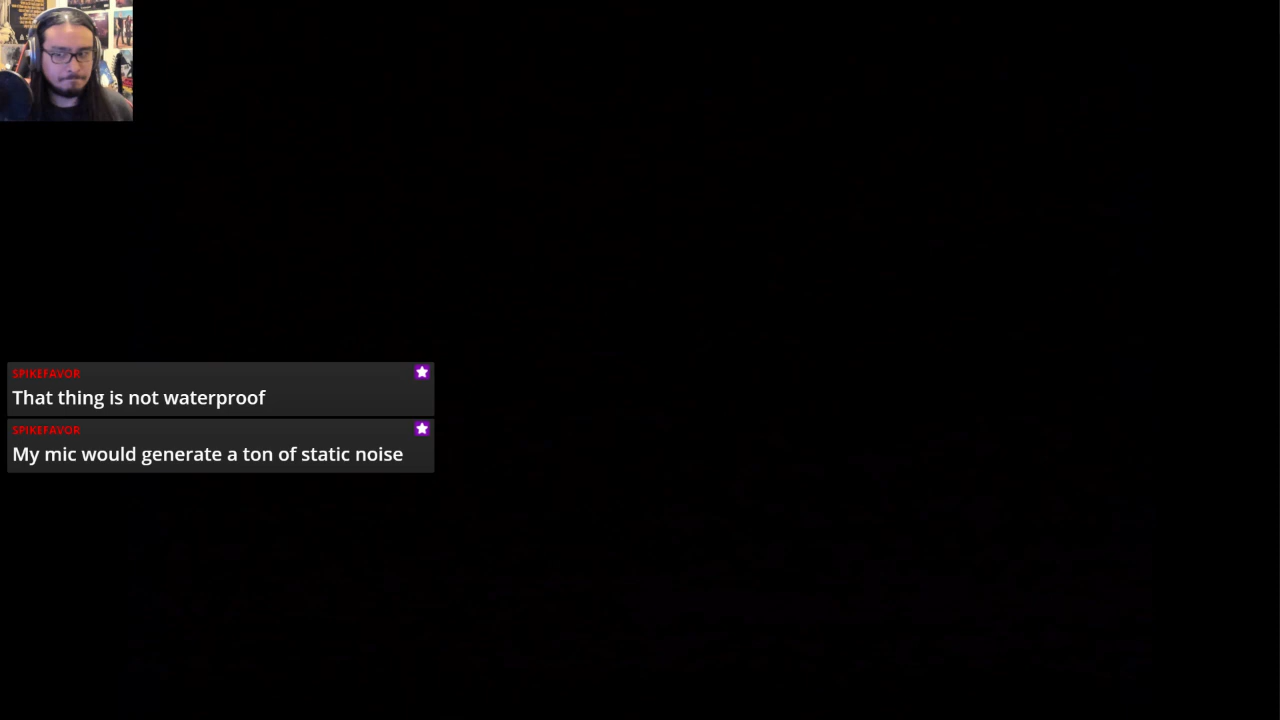 SPIKEFAVOR
That thing is not waterproof
SPIKEFAVOR
My mic would generate a ton of static noise